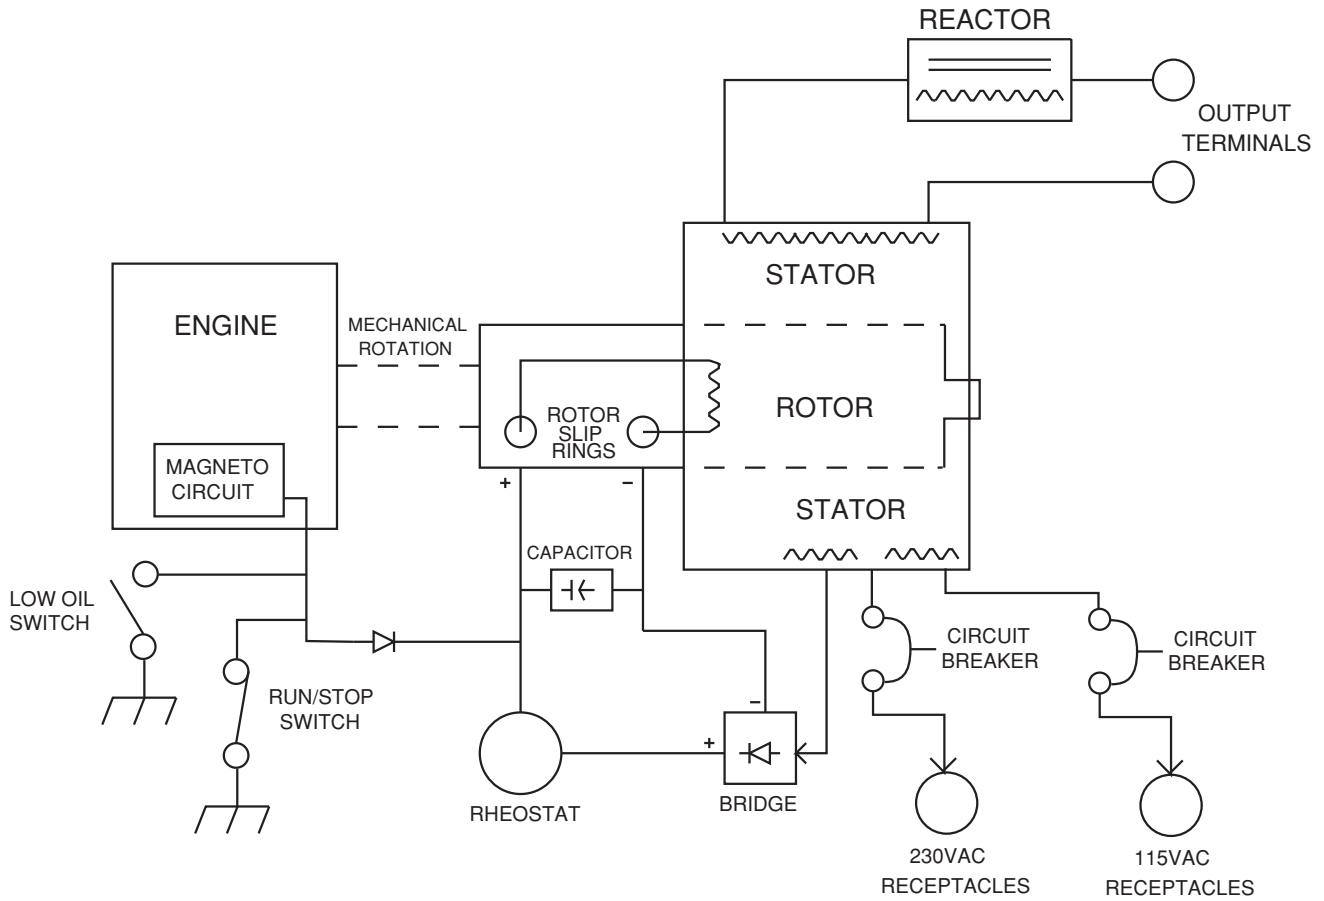 REACTOR
OUTPUT
TERMINALS
STATOR
ENGINE
MECHANICAL
ROTATION
ROTOR
ROTOR
SLIP
RINGS
MAGNETO
CIRCUIT
+
–
STATOR
CAPACITOR
LOW OIL
SWITCH
CIRCUIT
BREAKER
CIRCUIT
BREAKER
RUN/STOP
SWITCH
–
+
RHEOSTAT
BRIDGE
230VAC
RECEPTACLES
115VAC
RECEPTACLES